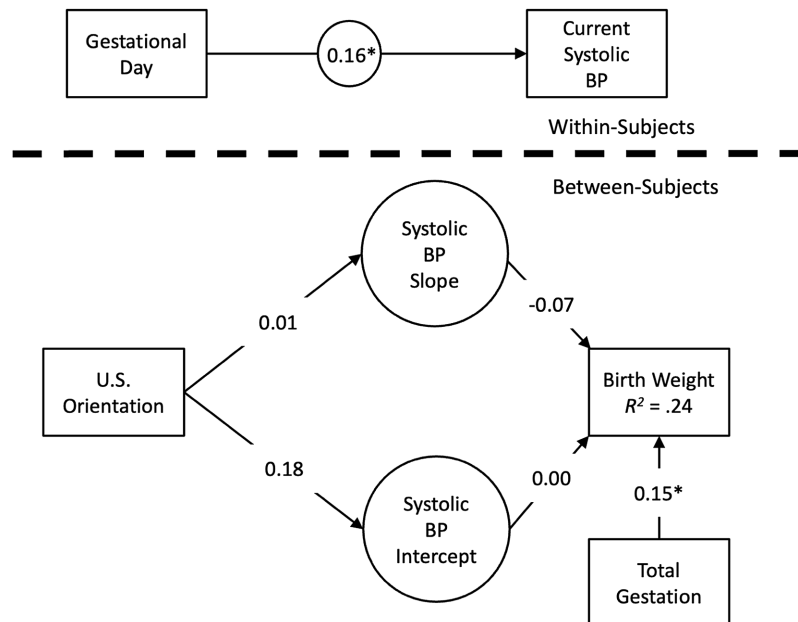 Gestational
Day
0.16*
Current
Systolic
BP
Within-Subjects
Between-Subjects
Systolic
BP
Slope
0.01
-0.07
U.S.
Orientation
Birth Weight
R² = .24
0.18
0.00
0.15*
Systolic
BP
Intercept
Total
Gestation